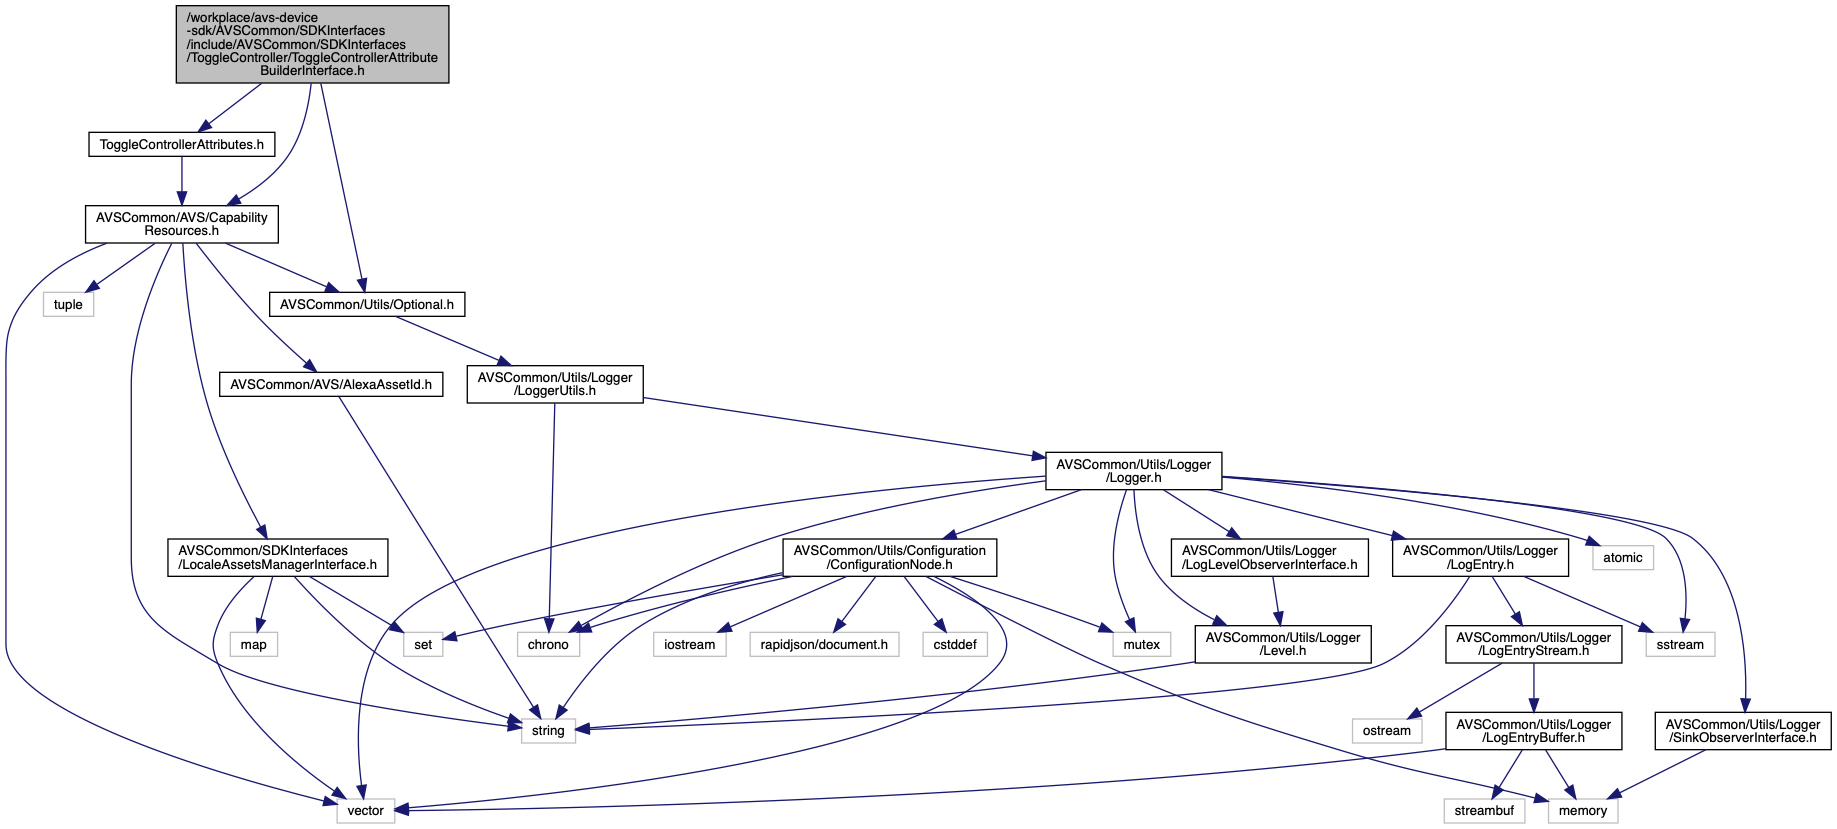 /workplace/avs-device
-sdk/AVSCommon/SDKInterfaces
/include/AVSCommon/SDKInterfaces
/ToggleController/ToggleControllerAttribute
BuilderInterface.h
ToggleControllerAttributes.h
AVSCommon/AVS/Capability
Resources.h
tuple
AVSCommon/Utils/Optional.h
AVSCommon/AVS/AlexaAssetId.h
AVSCommon/Utils/Logger
/LoggerUtils.h
AVSCommon/Utils/Logger
/Logger.h
AVSCommon/SDKInterfaces
/LocaleAssetsManagerInterface.h
AVSCommon/Utils/Configuration
/ConfigurationNode.h
AVSCommon/Utils/Logger
/LogLevelObserverInterface.h
AVSCommon/Utils/Logger
/LogEntry.h
atomic
map
set
chrono
iostream
rapidjson/document.h
cstddef
mutex
AVSCommon/Utils/Logger
/Level.h
AVSCommon/Utils/Logger
/LogEntryStream.h
sstream
string
ostream
AVSCommon/Utils/Logger
/LogEntryBuffer.h
AVSCommon/Utils/Logger
/SinkObserverInterface.h
vector
streambuf
memory